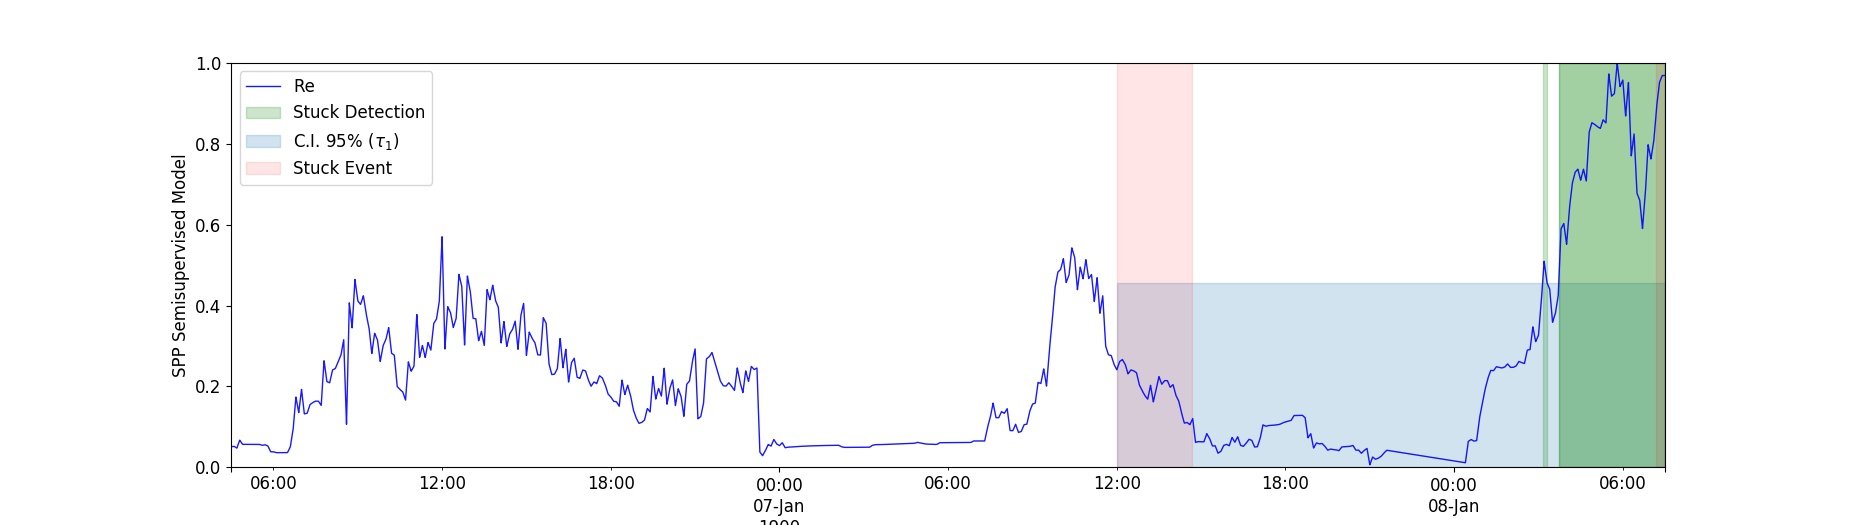 SPP Semisupervised Model
1.0
0.8
0.6
0.4
0.2
0.0
Re
Stuck Detection
C.I. 95% (τ₁)
Stuck Event
06:00 12:00 18:00 00:00 06:00 12:00 18:00 00:00 06:00
07-Jan 08-Jan
1900